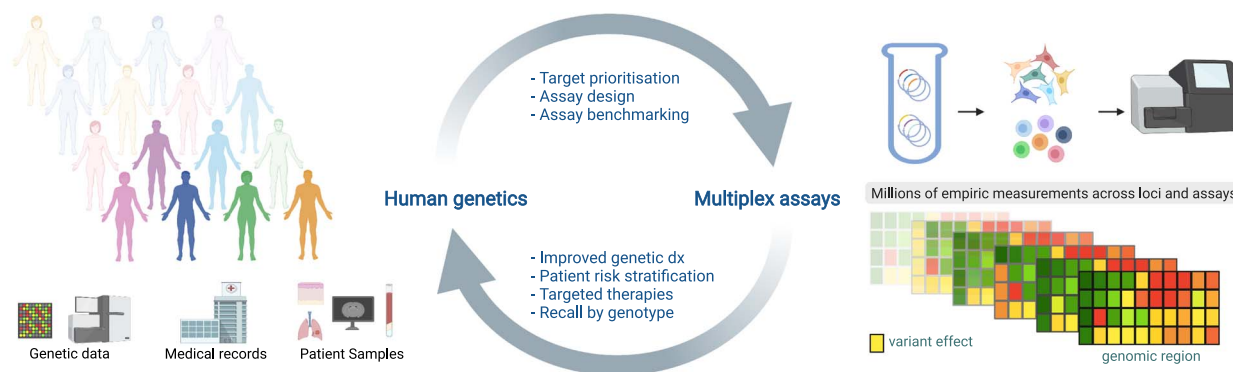 - Target prioritisation
- Assay design
- Assay benchmarking
Human genetics
Multiplex assays
- Improved genetic dx
- Patient risk stratification
- Targeted therapies
- Recall by genotype
Genetic data
Medical records
Patient Samples
Millions of empiric measurements across loci and assays
variant effect
genomic region